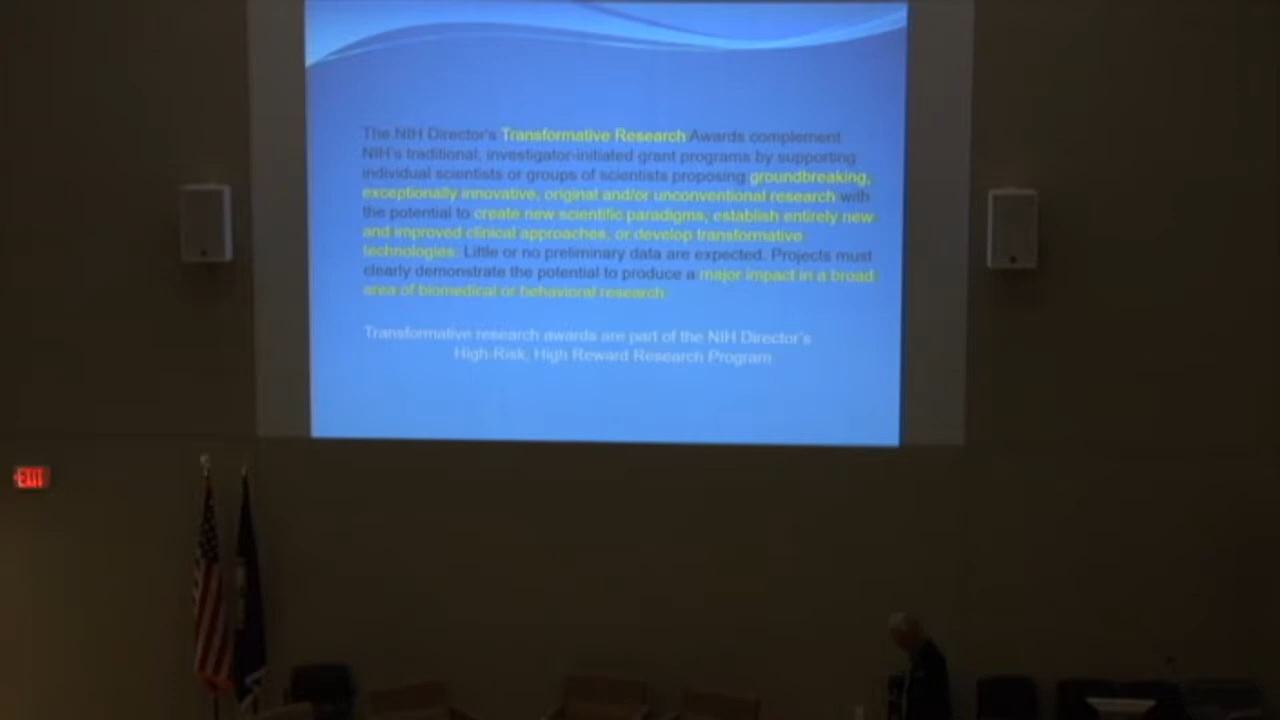 The NIH Director's Transformative Research Awards complement
NIH's traditional, investigator-initiated grant programs by supporting
individual scientists or groups of scientists proposing groundbreaking,
exceptionally innovative, original and/or unconventional research with
the potential to create new scientific paradigms, establish entirely new
and improved clinical approaches, or develop transformative
technologies. Little or no preliminary data are expected. Projects must
clearly demonstrate the potential to produce a major impact in a broad
area of biomedical or behavioral research.
Transformative research awards are part of the NIH Director's
High-Risk, High Reward Research Program
EXIT